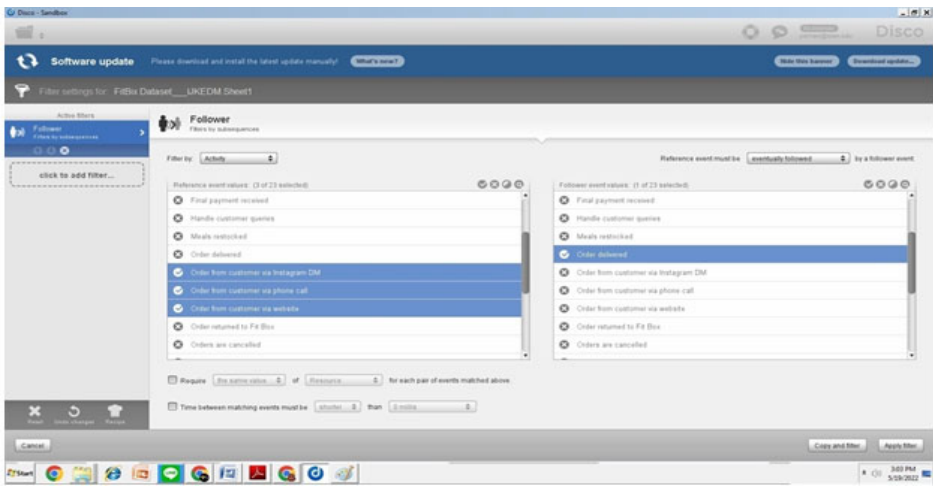 Disco - Sandbox
Disco
Software update
Please download and install the latest update manually!
What's new?
Hide this banner
Download update...
Filter settings for: FitBix Dataset___UKEDM.Sheet1
Active filters
Follower
Filters by subsequences
click to add filter...
Follower
Filters by subsequences
Filter by: Activity
Reference event must be eventually followed by a follower event.
Reference event values: (3 of 23 selected)
Final payment received
Handle customer queries
Meals restocked
Order delivered
Order from customer via Instagram DM
Order from customer via phone call
Order from customer via website
Order returned to Fit Box
Orders are cancelled
Follower event values: (1 of 23 selected)
Final payment received
Handle customer queries
Meals restocked
Order delivered
Order from customer via Instagram DM
Order from customer via phone call
Order from customer via website
Order returned to Fit Box
Orders are cancelled
Require the same value of Resource for each pair of events matched above.
Time between matching events must be shorter than
Reset Undo changes Recipe
Cancel
Copy and filter
Apply filter
Start
3:03 PM
5/19/2022